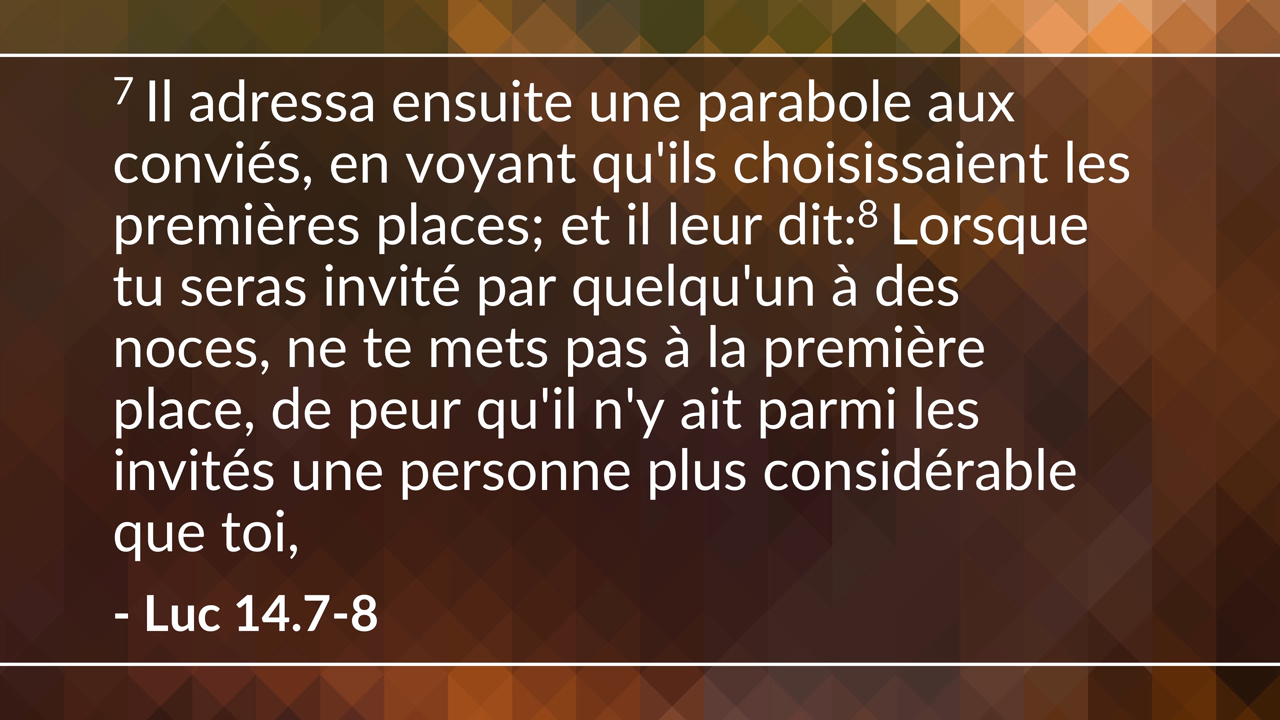 7 Il adressa ensuite une parabole aux
conviés, en voyant qu'ils choisissaient les
premières places; et il leur dit:8 Lorsque
tu seras invité par quelqu'un à des
noces, ne te mets pas à la première
place, de peur qu'il n'y ait parmi les
invités une personne plus considérable
que toi,
- Luc 14.7-8